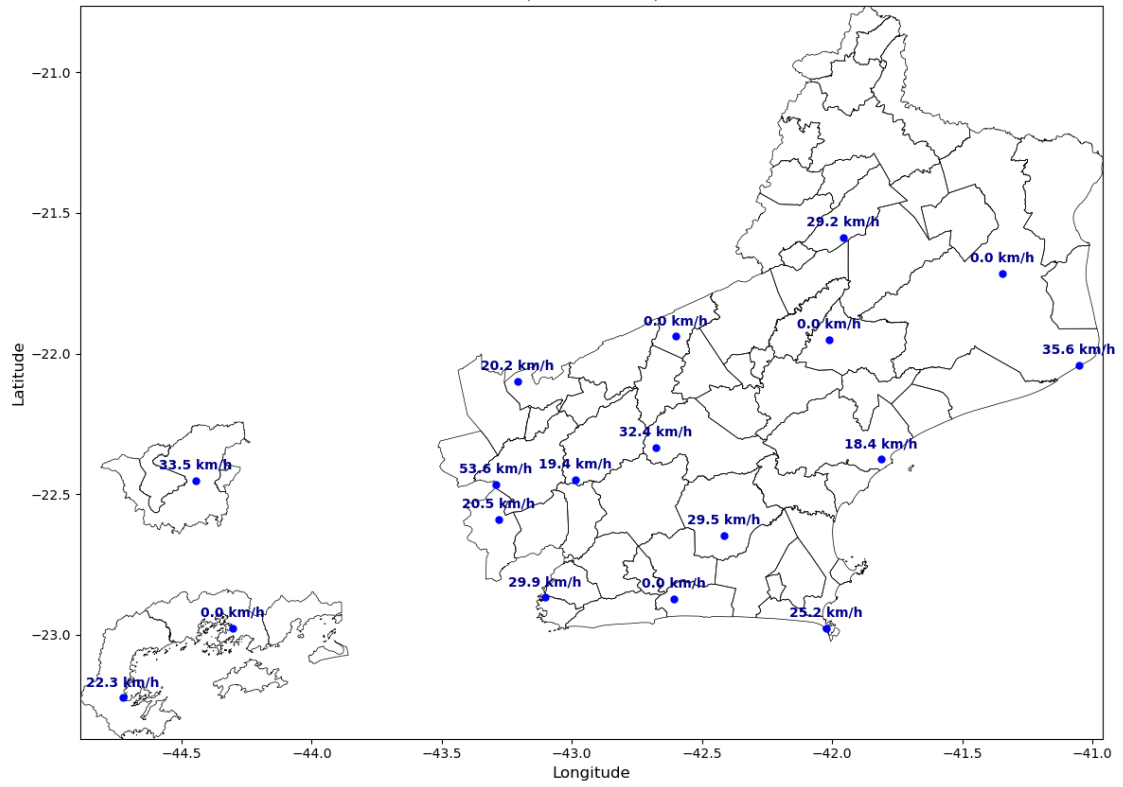 −21.0
−21.5
−22.0
−22.5
−23.0
Latitude
29.2 km/h
0.0 km/h
0.0 km/h
0.0 km/h
35.6 km/h
20.2 km/h
32.4 km/h
18.4 km/h
33.5 km/h
53.6 km/h
19.4 km/h
20.5 km/h
29.5 km/h
29.9 km/h
0.0 km/h
0.0 km/h
25.2 km/h
22.3 km/h
−44.5
−44.0
−43.5
−43.0
−42.5
−42.0
−41.5
−41.0
Longitude